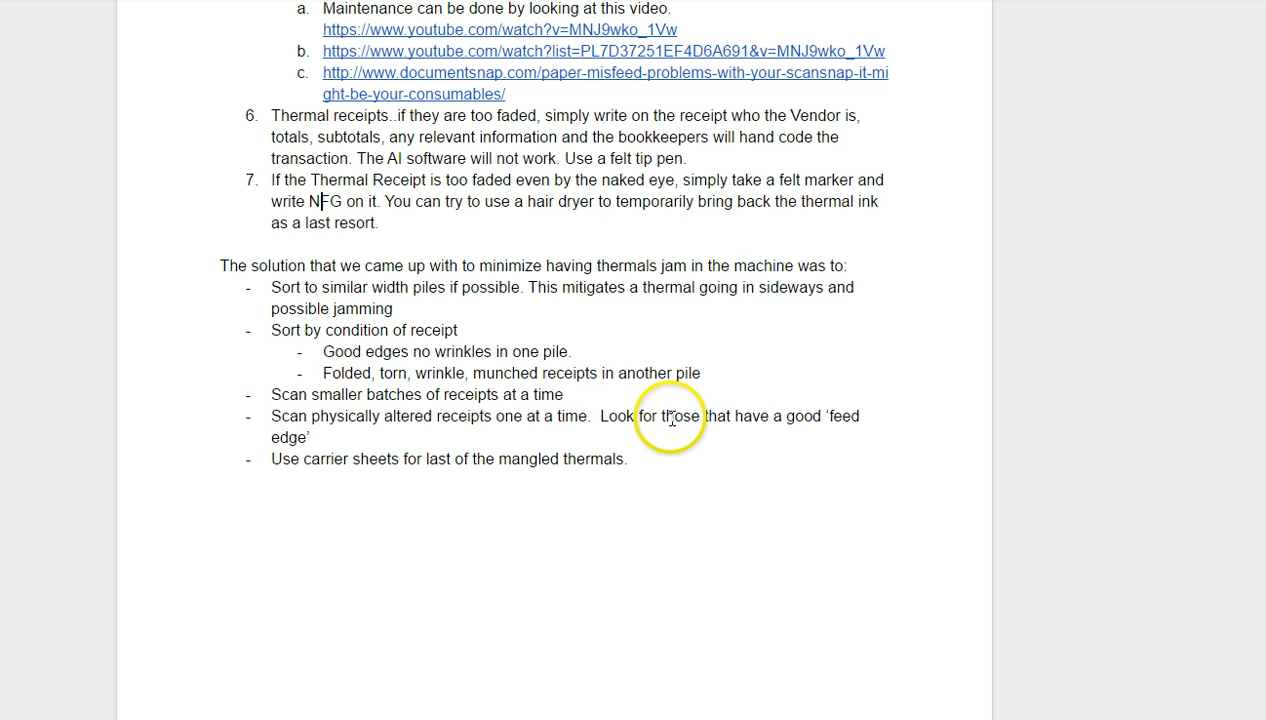 a. Maintenance can be done by looking at this video.
https://www.youtube.com/watch?v=MNJ9wko_1Vw
b. https://www.youtube.com/watch?list=PL7D37251EF4D6A691&v=MNJ9wko_1Vw
c. http://www.documentsnap.com/paper-misfeed-problems-with-your-scansnap-it-mi
ght-be-your-consumables/
6. Thermal receipts..if they are too faded, simply write on the receipt who the Vendor is,
totals, subtotals, any relevant information and the bookkeepers will hand code the
transaction. The AI software will not work. Use a felt tip pen.
7. If the Thermal Receipt is too faded even by the naked eye, simply take a felt marker and
write NFG on it. You can try to use a hair dryer to temporarily bring back the thermal ink
as a last resort.
The solution that we came up with to minimize having thermals jam in the machine was to:
- Sort to similar width piles if possible. This mitigates a thermal going in sideways and
possible jamming
- Sort by condition of receipt
- Good edges no wrinkles in one pile.
- Folded, torn, wrinkle, munched receipts in another pile
- Scan smaller batches of receipts at a time
- Scan physically altered receipts one at a time.  Look for those that have a good ‘feed
edge’
- Use carrier sheets for last of the mangled thermals.